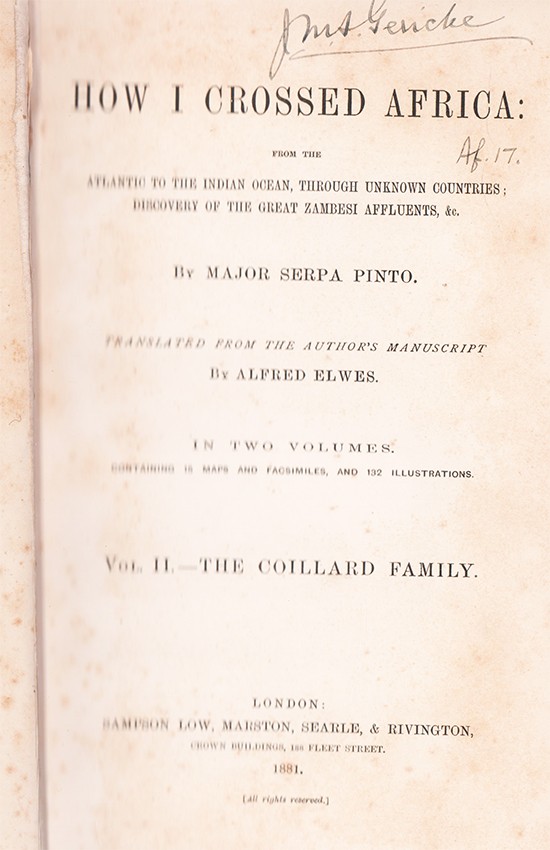 J.M.S. Gericke
HOW I CROSSED AFRICA:
FROM THE
Af. 17.
ATLANTIC TO THE INDIAN OCEAN, THROUGH UNKNOWN COUNTRIES;
DISCOVERY OF THE GREAT ZAMBESI AFFLUENTS, &c.
BY MAJOR SERPA PINTO.
TRANSLATED FROM THE AUTHOR'S MANUSCRIPT
BY ALFRED ELWES.
IN TWO VOLUMES.
CONTAINING 15 MAPS AND FACSIMILES, AND 132 ILLUSTRATIONS.
VOL. II.—THE COILLARD FAMILY.
LONDON:
SAMPSON LOW, MARSTON, SEARLE, & RIVINGTON,
CROWN BUILDINGS, 188 FLEET STREET.
1881.
[All rights reserved.]